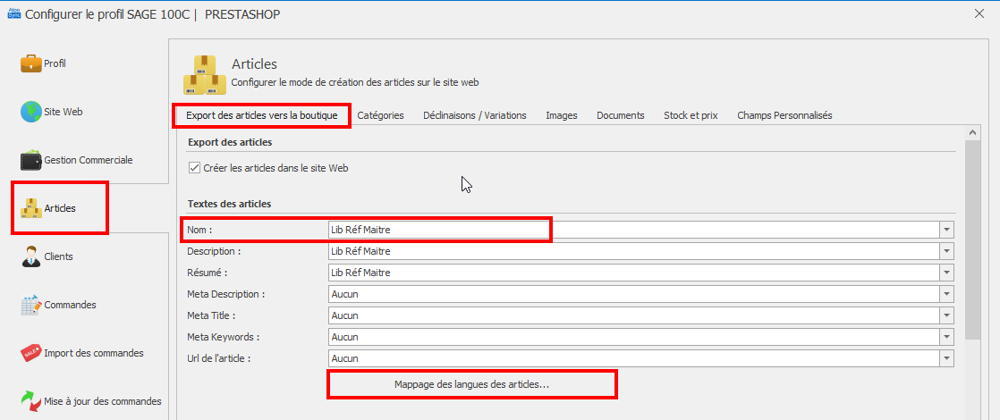 Atoo Sync
Configurer le profil SAGE 100C | PRESTASHOP
Profil
Site Web
Gestion Commerciale
Articles
Clients
Commandes
Import des commandes
Mise à jour des commandes
Articles
Configurer le mode de création des articles sur le site web
Export des articles vers la boutique Catégories Déclinaisons / Variations Images Documents Stock et prix Champs Personnalisés
Export des articles
Créer les articles dans le site Web
Textes des articles
Nom : Lib Réf Maitre
Description : Lib Réf Maitre
Résumé : Lib Réf Maitre
Meta Description : Aucun
Meta Title : Aucun
Meta Keywords : Aucun
Url de l'article : Aucun
Mappage des langues des articles...